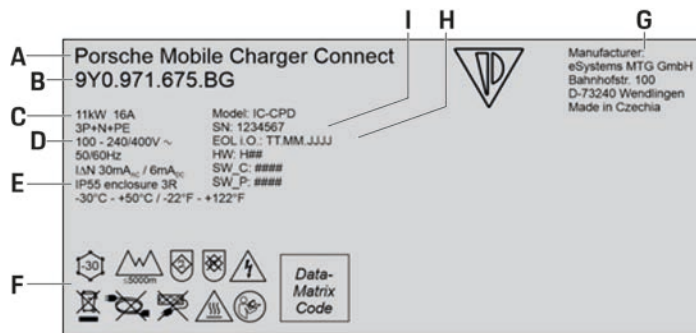 I
H
G
A
Porsche Mobile Charger Connect
B
9Y0.971.675.BG
Manufacturer:
eSystems MTG GmbH
Bahnhofstr. 100
D-73240 Wendlingen
Made in Czechia
C
11kW 16A
3P+N+PE
D
100 - 240/400V ~
50/60Hz
I∆N 30mAAC / 6mADC
E
IP55 enclosure 3R
-30°C - +50°C / -22°F - +122°F
Model: IC-CPD
SN: 1234567
EOL i.O.: TT.MM.JJJJ
HW: H##
SW_C: ####
SW_P: ####
F
-30
≤5000m
2
Data-
Matrix
Code